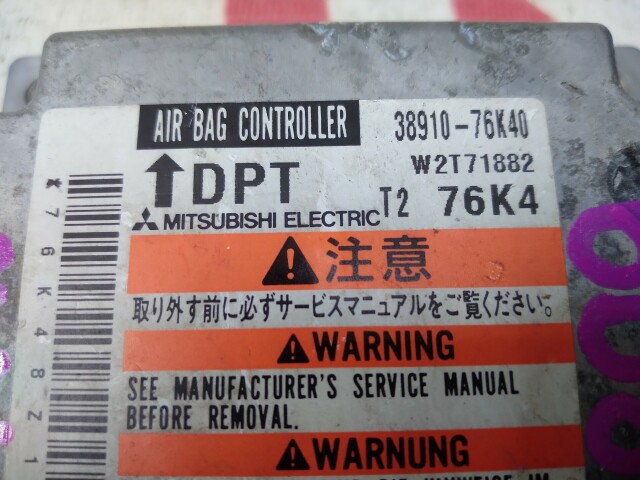 AIR BAG CONTROLLER 38910-76K40
W2T71882
↑DPT T2 76K4
MITSUBISHI ELECTRIC
注意
取り外す前に必ずサービスマニュアルをご覧ください。
WARNING
SEE MANUFACTURER'S SERVICE MANUAL
BEFORE REMOVAL.
WARNUNG
76K48Z1